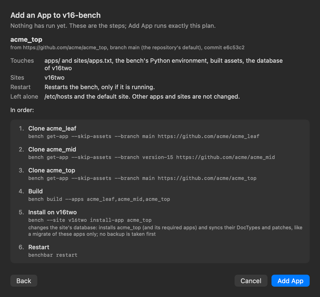 Add an App to v16-bench
Nothing has run yet. These are the steps; Add App runs exactly this plan.
acme_top
from https://github.com/acme/acme_top, branch main (the repository's default), commit e6c53c2
Touches apps/ and sites/apps.txt, the bench's Python environment, built assets, the database
of v16two
Sites v16two
Restart Restarts the bench, only if it is running.
Left alone /etc/hosts and the default site. Other apps and sites are not changed.
In order:
1. Clone acme_leaf
bench get-app --skip-assets --branch main https://github.com/acme/acme_leaf
2. Clone acme_mid
bench get-app --skip-assets --branch version-15 https://github.com/acme/acme_mid
3. Clone acme_top
bench get-app --skip-assets --branch main https://github.com/acme/acme_top
4. Build
bench build --apps acme_leaf,acme_mid,acme_top
5. Install on v16two
bench --site v16two install-app acme_top
changes the site's database: installs acme_top (and its required apps) and syncs their DocTypes and patches, like
a migrate of these apps only; no backup is taken first
6. Restart
benchbar restart
Back Cancel Add App